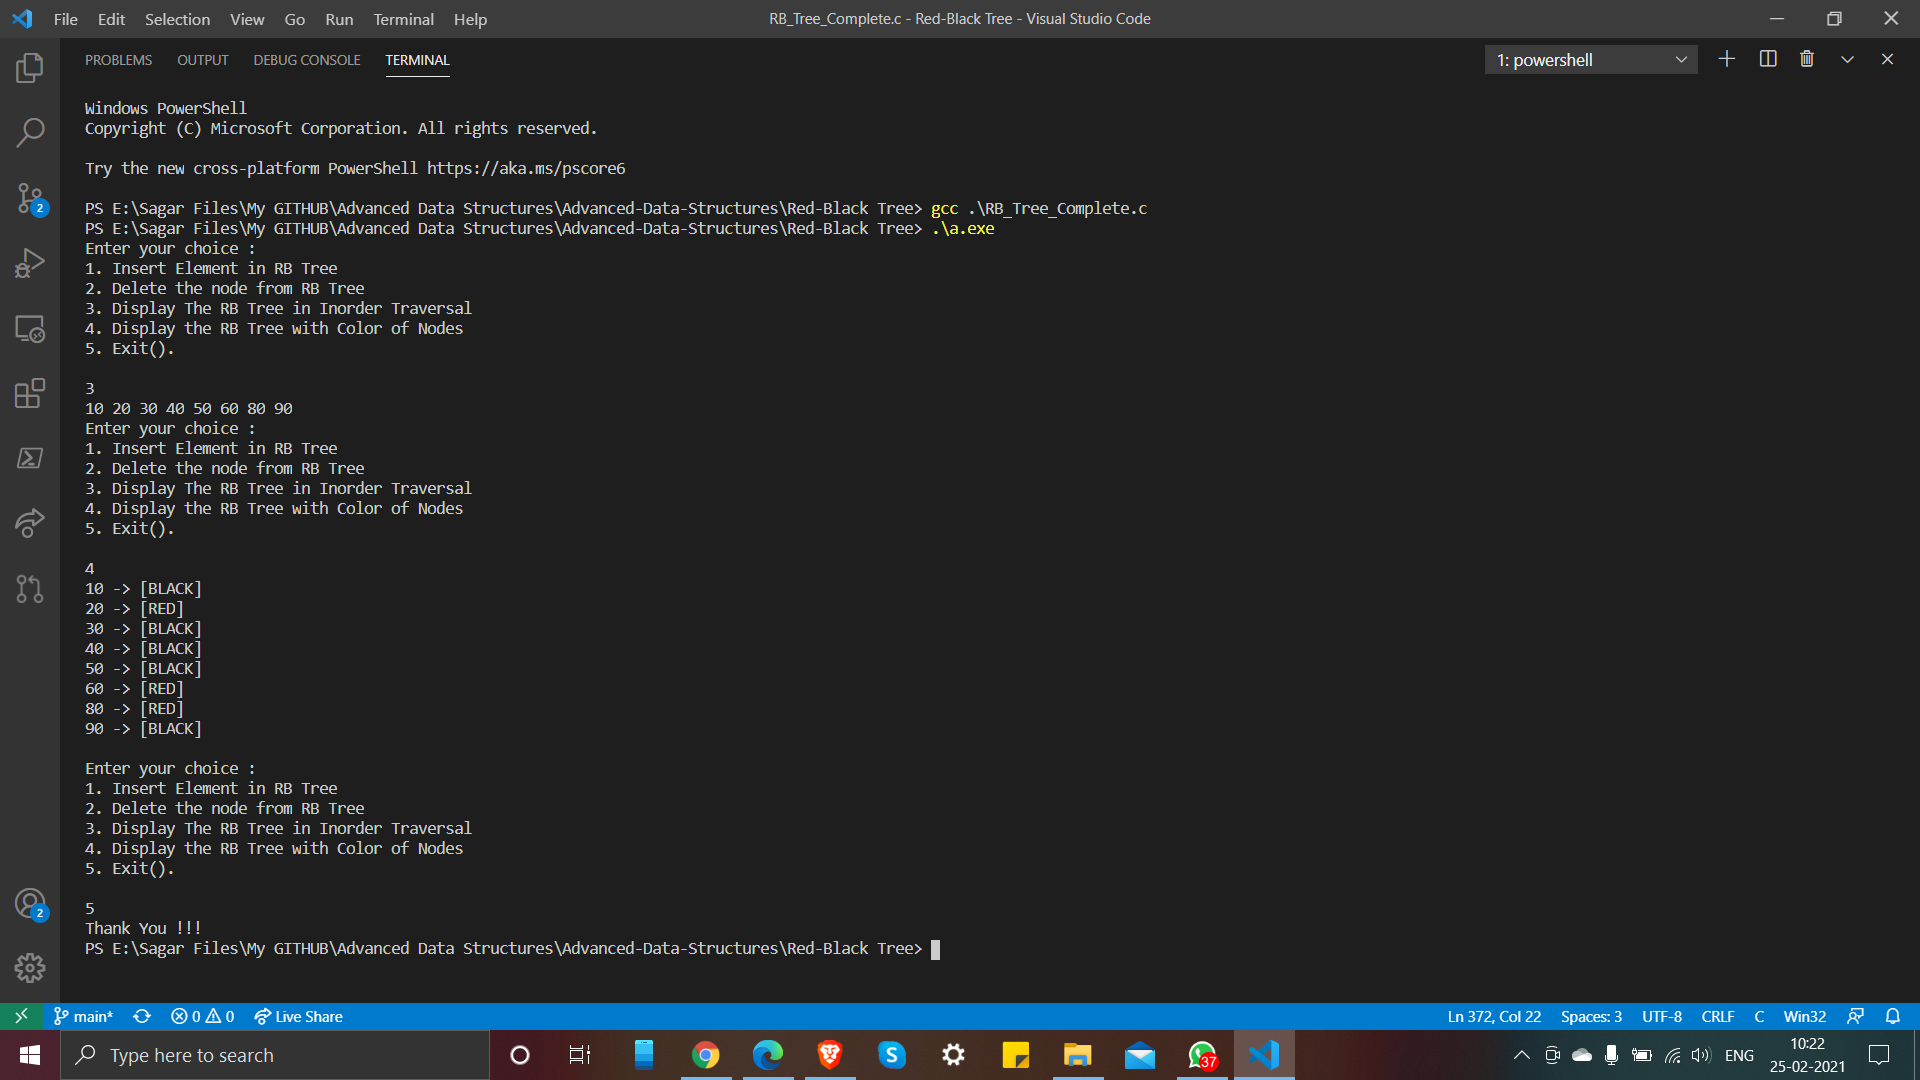 File Edit Selection View Go Run Terminal Help RB_Tree_Complete.c - Red-Black Tree - Visual Studio Code
PROBLEMS OUTPUT DEBUG CONSOLE TERMINAL 1: powershell
Windows PowerShell
Copyright (C) Microsoft Corporation. All rights reserved.
Try the new cross-platform PowerShell https://aka.ms/pscore6
PS E:\Sagar Files\My GITHUB\Advanced Data Structures\Advanced-Data-Structures\Red-Black Tree> gcc .\RB_Tree_Complete.c
PS E:\Sagar Files\My GITHUB\Advanced Data Structures\Advanced-Data-Structures\Red-Black Tree> .\a.exe
Enter your choice :
1. Insert Element in RB Tree
2. Delete the node from RB Tree
3. Display The RB Tree in Inorder Traversal
4. Display the RB Tree with Color of Nodes
5. Exit().
3
10 20 30 40 50 60 80 90
Enter your choice :
1. Insert Element in RB Tree
2. Delete the node from RB Tree
3. Display The RB Tree in Inorder Traversal
4. Display the RB Tree with Color of Nodes
5. Exit().
4
10 -> [BLACK]
20 -> [RED]
30 -> [BLACK]
40 -> [BLACK]
50 -> [BLACK]
60 -> [RED]
80 -> [RED]
90 -> [BLACK]
Enter your choice :
1. Insert Element in RB Tree
2. Delete the node from RB Tree
3. Display The RB Tree in Inorder Traversal
4. Display the RB Tree with Color of Nodes
5. Exit().
5
Thank You !!!
PS E:\Sagar Files\My GITHUB\Advanced Data Structures\Advanced-Data-Structures\Red-Black Tree>
2
2
main* 0 0 Live Share Ln 372, Col 22 Spaces: 3 UTF-8 CRLF C Win32
Type here to search S 37 ENG 10:22
25-02-2021